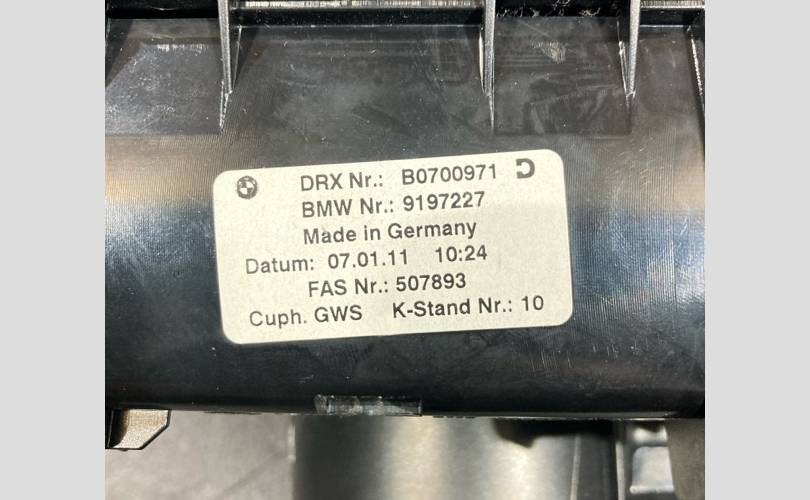 DRX Nr.: B0700971
BMW Nr.: 9197227
Made in Germany
Datum: 07.01.11 10:24
FAS Nr.: 507893
Cuph. GWS K-Stand Nr.: 10